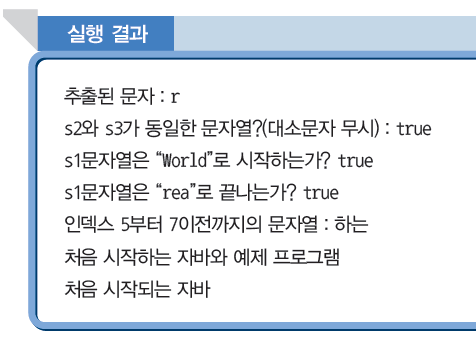 실행 결과
추출된 문자 : r
s2와 s3가 동일한 문자열?(대소문자 무시) : true
s1문자열은 “World”로 시작하는가? true
s1문자열은 “rea”로 끝나는가? true
인덱스 5부터 7이전까지의 문자열 : 하는
처음 시작하는 자바와 예제 프로그램
처음 시작되는 자바